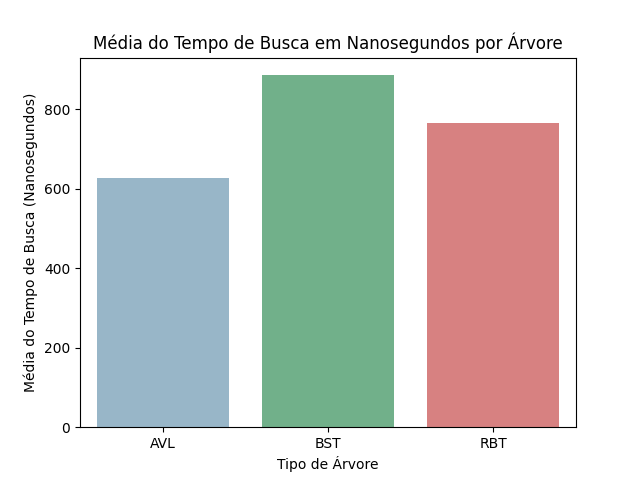 Média do Tempo de Busca em Nanosegundos por Árvore
Média do Tempo de Busca (Nanosegundos)
800
600
400
200
0
AVL
BST
RBT
Tipo de Árvore